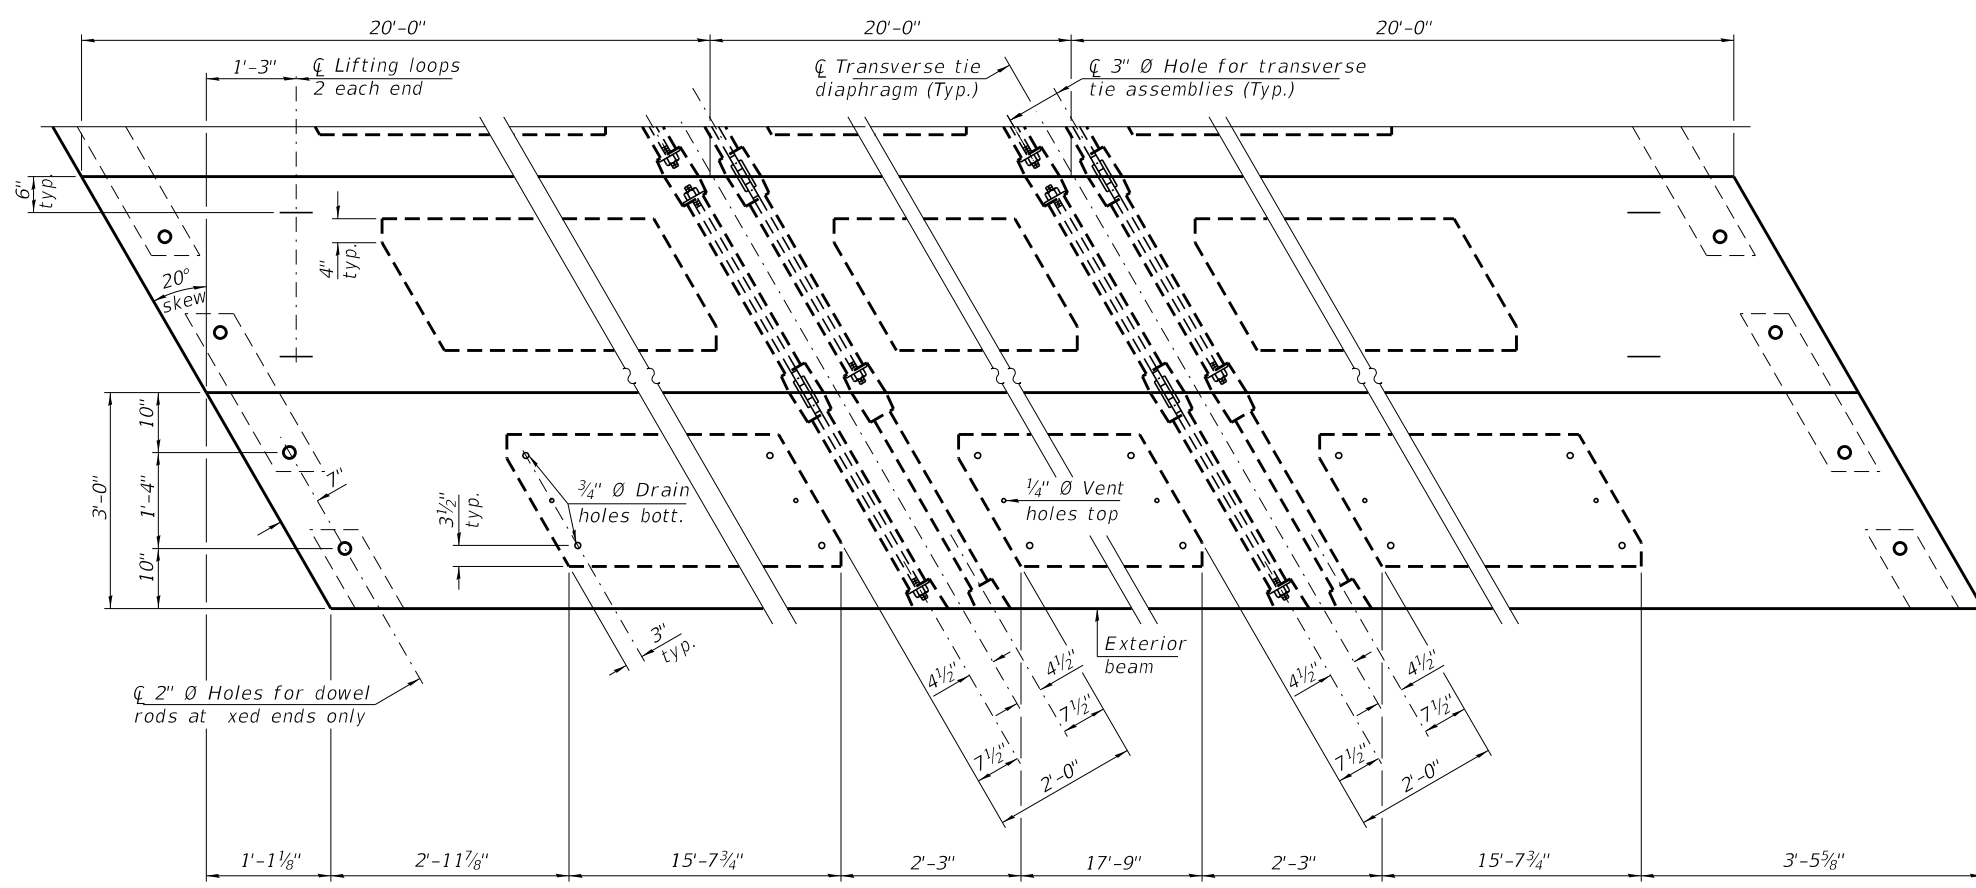 20'-0"
20'-0"
20'-0"
1'-3"
℄ Lifting loops
2 each end
℄ Transverse tie
diaphragm (Typ.)
℄ 3" Ø Hole for transverse
tie assemblies (Typ.)
6"
typ.
4"
typ.
20°
skew
10"
1'-4"
10"
3'-0"
7"
3½"
typ.
¾" Ø Drain
holes bott.
¼" Ø Vent
holes top
3"
typ.
Exterior
beam
℄ 2" Ø Holes for dowel
rods at xed ends only
4½"
4½"
7½"
7½"
2'-0"
4½"
4½"
7½"
7½"
2'-0"
1'-1⅛"
2'-11⅞"
15'-7¾"
2'-3"
17'-9"
2'-3"
15'-7¾"
3'-5⅝"